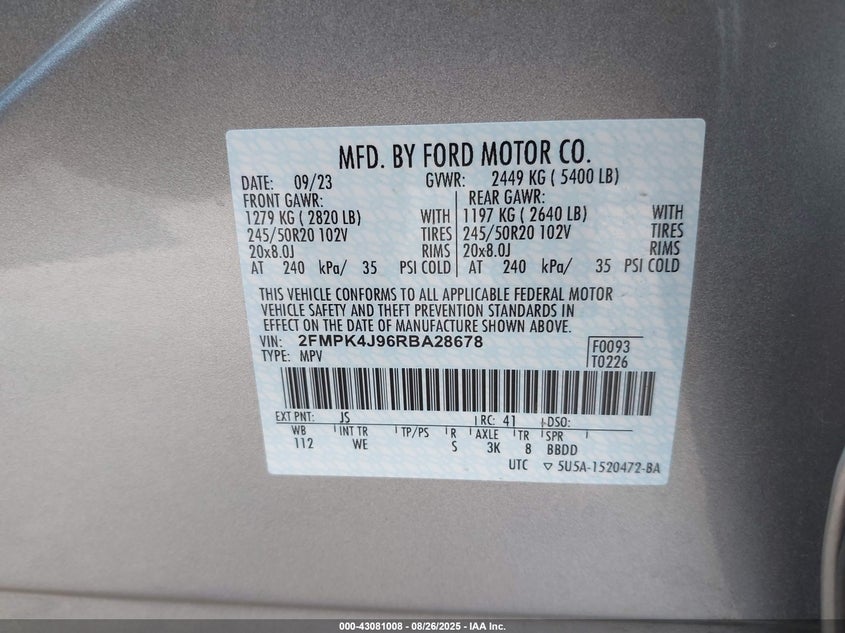 MFD. BY FORD MOTOR CO.
DATE: 09/23 GVWR: 2449 KG ( 5400 LB)
FRONT GAWR: REAR GAWR:
1279 KG ( 2820 LB) WITH 1197 KG ( 2640 LB) WITH
245/50R20 102V TIRES 245/50R20 102V TIRES
20x8.0J RIMS 20x8.0J RIMS
AT 240 kPa/ 35 PSI COLD AT 240 kPa/ 35 PSI COLD
THIS VEHICLE CONFORMS TO ALL APPLICABLE FEDERAL MOTOR
VEHICLE SAFETY AND THEFT PREVENTION STANDARDS IN
EFFECT ON THE DATE OF MANUFACTURE SHOWN ABOVE.
VIN: 2FMPK4J96RBA28678 F0093
TYPE: MPV T0226
EXT PNT: JS RC: 41 DSO:
WB INT TR TP/PS R AXLE TR SPR
112 WE S 3K 8 BBDD
UTC ▽ 5U5A-1520472-BA
000-43081008 - 08/26/2025 - IAA Inc.